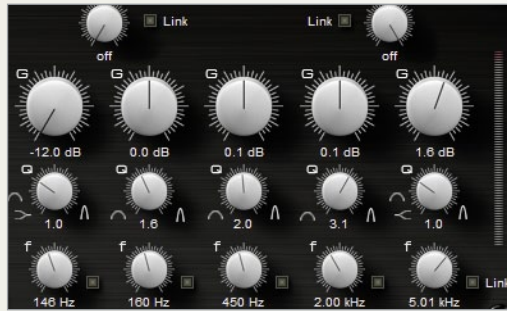 Link Link
off off
G G G G G
-12.0 dB 0.0 dB 0.1 dB 0.1 dB 1.6 dB
Q Q Q Q Q
1.0 1.6 2.0 3.1 1.0
f f f f f
Link
146 Hz 160 Hz 450 Hz 2.00 kHz 5.01 kHz